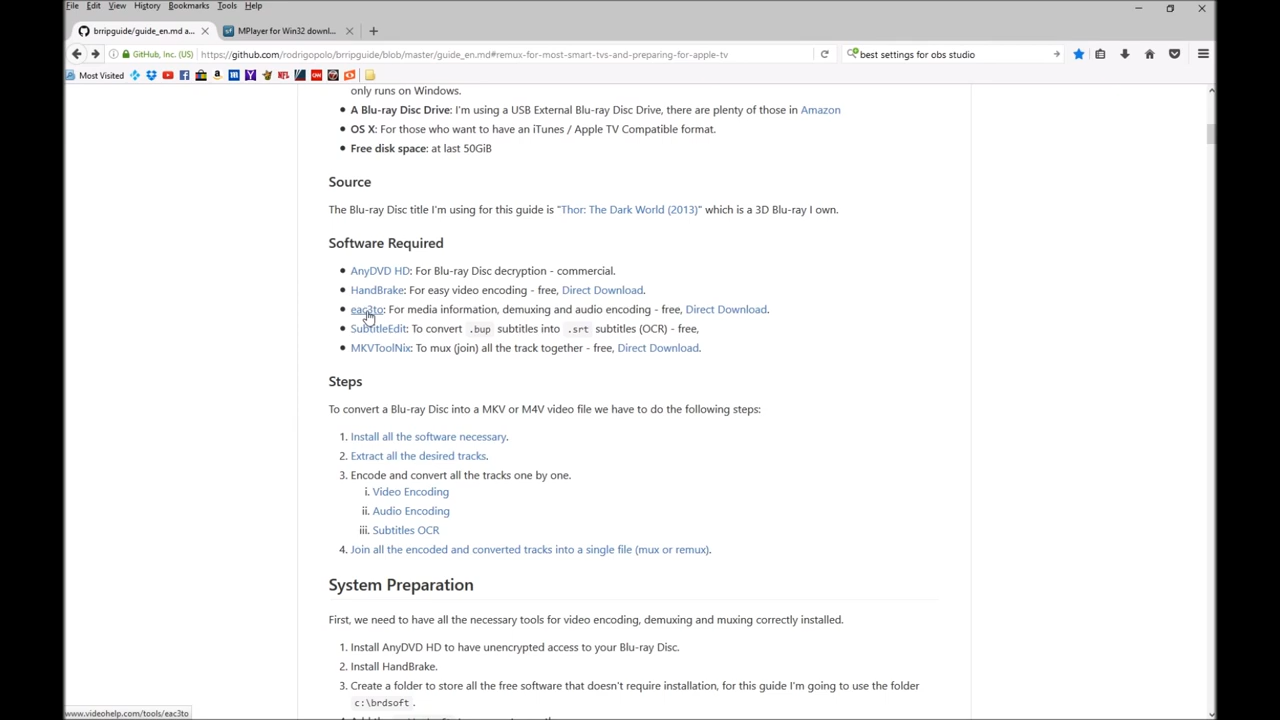 File Edit View History Bookmarks Tools Help
brripguide/guide_en.md a... × MPlayer for Win32 downl... × +
GitHub, Inc. (US) https://github.com/rodrigopolo/brripguide/blob/master/guide_en.md#remux-for-most-smart-tvs-and-preparing-for-apple-tv best settings for obs studio
Most Visited
only runs on Windows.
• A Blu-ray Disc Drive: I'm using a USB External Blu-ray Disc Drive, there are plenty of those in Amazon
• OS X: For those who want to have an iTunes / Apple TV Compatible format.
• Free disk space: at last 50GiB
Source
The Blu-ray Disc title I'm using for this guide is "Thor: The Dark World (2013)" which is a 3D Blu-ray I own.
Software Required
• AnyDVD HD: For Blu-ray Disc decryption - commercial.
• HandBrake: For easy video encoding - free, Direct Download.
• eac3to: For media information, demuxing and audio encoding - free, Direct Download.
• SubtitleEdit: To convert .bup subtitles into .srt subtitles (OCR) - free,
• MKVToolNix: To mux (join) all the track together - free, Direct Download.
Steps
To convert a Blu-ray Disc into a MKV or M4V video file we have to do the following steps:
1. Install all the software necessary.
2. Extract all the desired tracks.
3. Encode and convert all the tracks one by one.
i. Video Encoding
ii. Audio Encoding
iii. Subtitles OCR
4. Join all the encoded and converted tracks into a single file (mux or remux).
System Preparation
First, we need to have all the necessary tools for video encoding, demuxing and muxing correctly installed.
1. Install AnyDVD HD to have unencrypted access to your Blu-ray Disc.
2. Install HandBrake.
3. Create a folder to store all the free software that doesn't require installation, for this guide I'm going to use the folder
c:\brdsoft .
www.videohelp.com/tools/eac3to